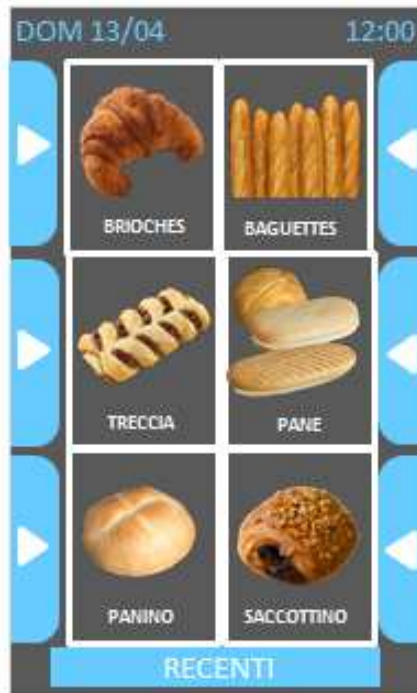 DOM 13/04 12:00
BRIOCHES BAGUETTES
TRECCIA PANE
PANINO SACCOTTINO
RECENTI